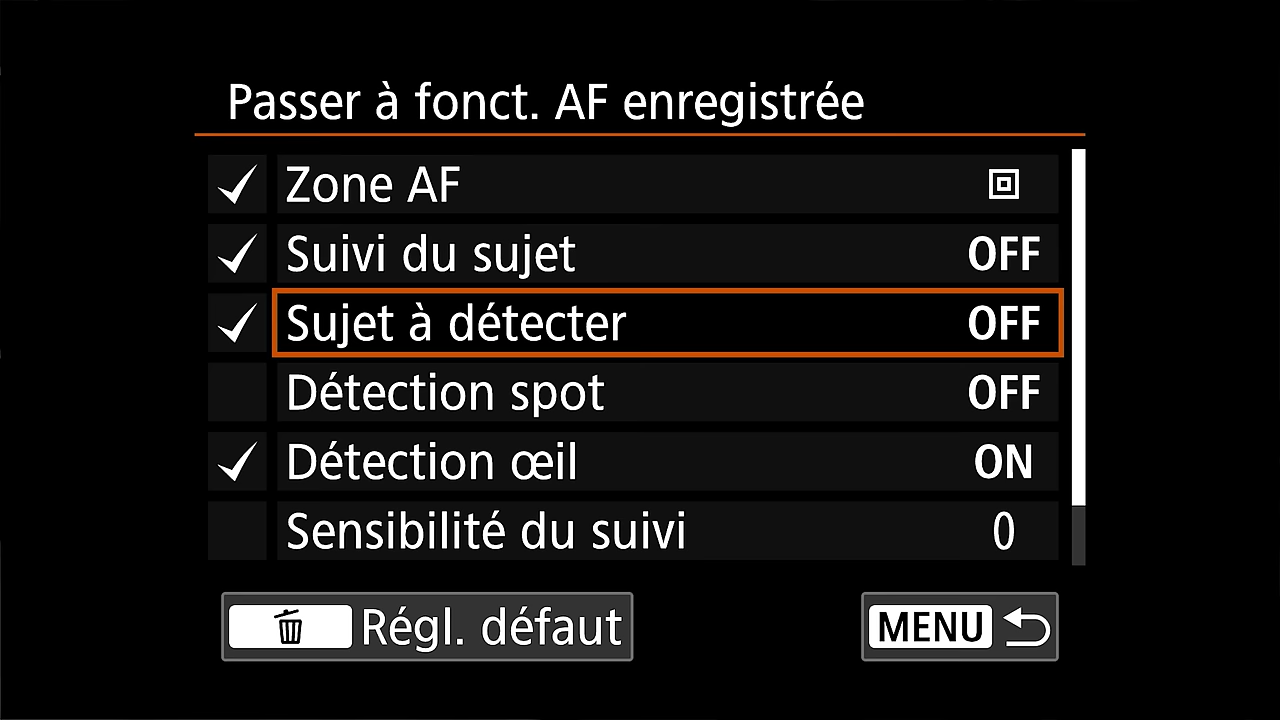 Passer à fonct. AF enregistrée
Zone AF
Suivi du sujet OFF
Sujet à détecter OFF
Détection spot OFF
Détection œil ON
Sensibilité du suivi 0
Régl. défaut MENU